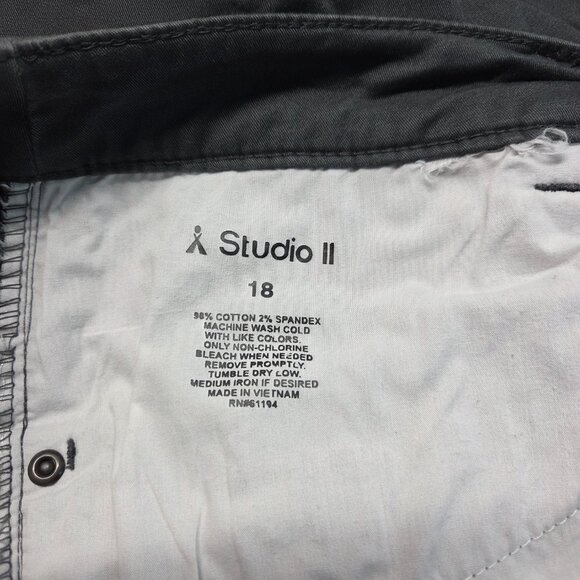 Studio II
18
98% COTTON 2% SPANDEX
MACHINE WASH COLD
WITH LIKE COLORS.
ONLY NON-CHLORINE
BLEACH WHEN NEEDED
REMOVE PROMPTLY.
TUMBLE DRY LOW.
MEDIUM IRON IF DESIRED
MADE IN VIETNAM
RN#61194